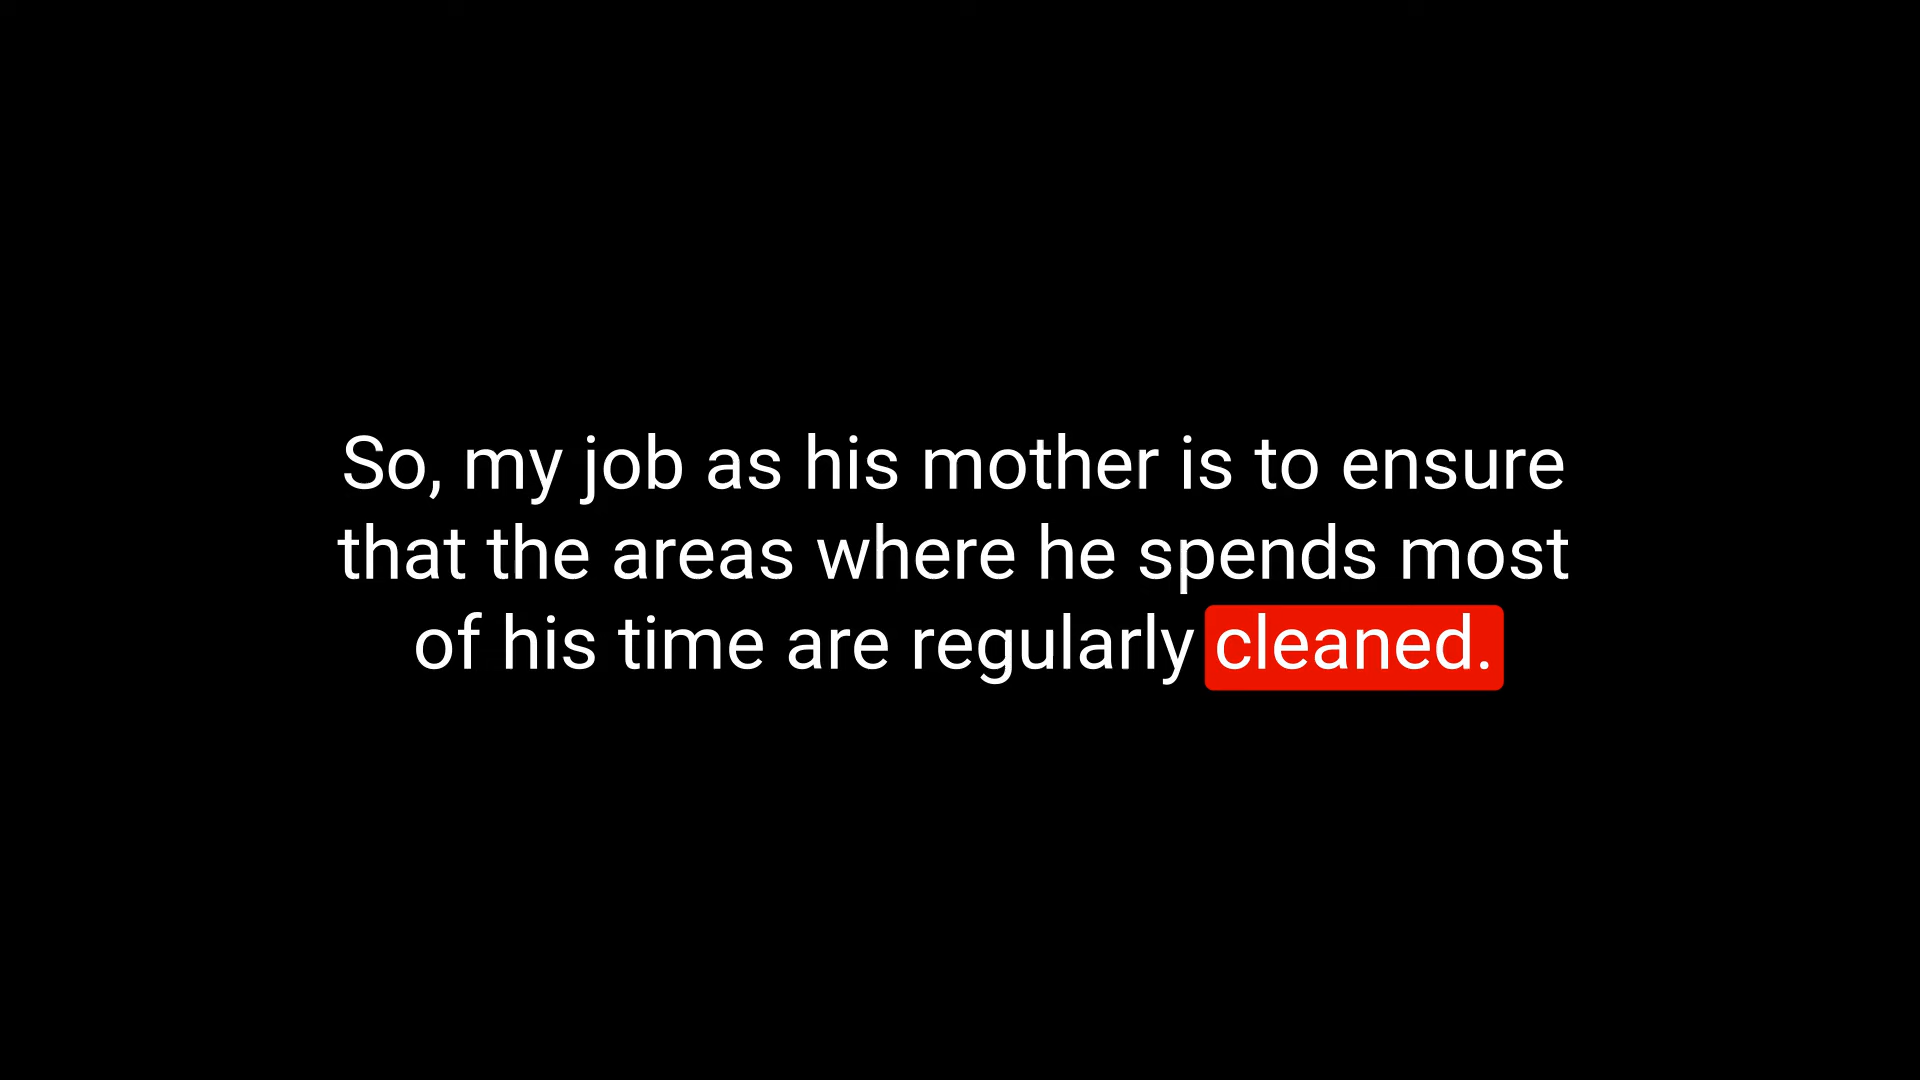 So, my job as his mother is to ensure
that the areas where he spends most
of his time are regularly cleaned.